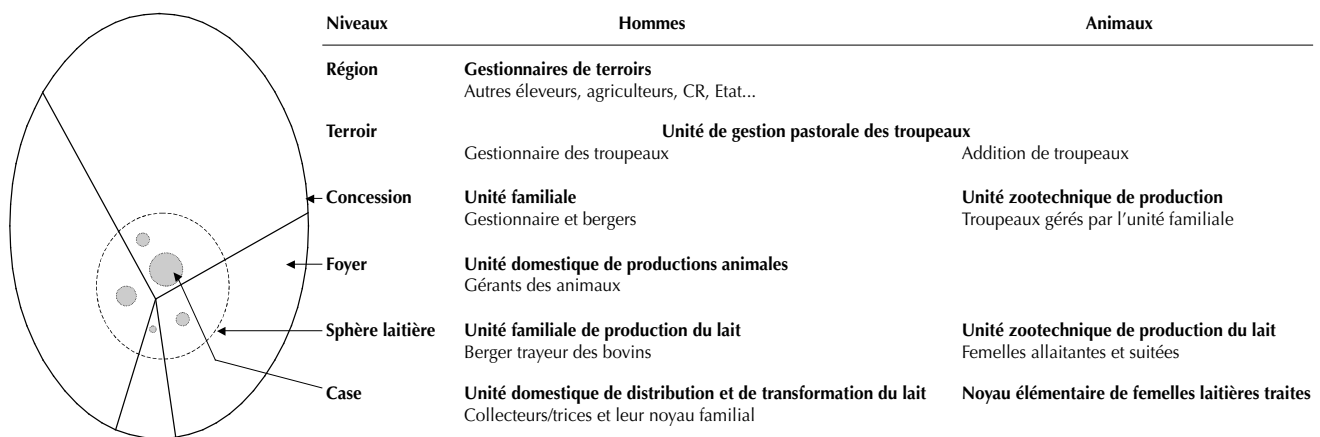 Niveaux Hommes Animaux
Région Gestionnaires de terroirs
Autres éleveurs, agriculteurs, CR, Etat...
Terroir Unité de gestion pastorale des troupeaux
Gestionnaire des troupeaux Addition de troupeaux
Concession Unité familiale Unité zootechnique de production
Gestionnaire et bergers Troupeaux gérés par l'unité familiale
Foyer Unité domestique de productions animales
Gérants des animaux
Sphère laitière Unité familiale de production du lait Unité zootechnique de production du lait
Berger trayeur des bovins Femelles allaitantes et suitées
Case Unité domestique de distribution et de transformation du lait Noyau élémentaire de femelles laitières traites
Collecteurs/trices et leur noyau familial